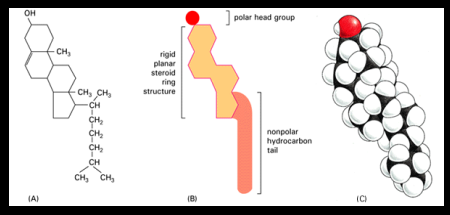 OH
CH₃
CH₃
CH₃
CH
CH₂
CH₂
CH₂
CH
CH₃
CH₃
(A)
polar head group
rigid
planar
steroid
ring
structure
nonpolar
hydrocarbon
tail
(B)
(C)